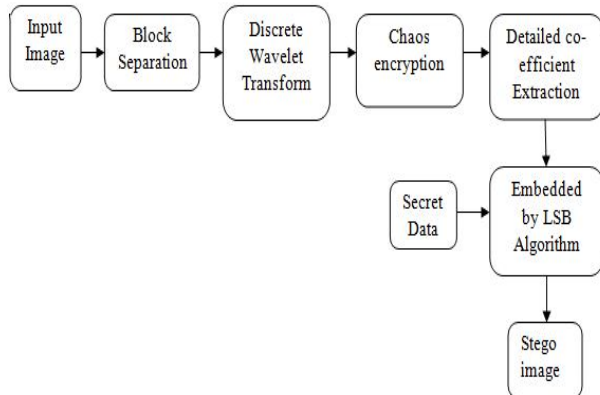 Input
Image
Block
Separation
Discrete
Wavelet
Transform
Chaos
encryption
Detailed co-
efficient
Extraction
Secret
Data
Embedded
by LSB
Algorithm
Stego
image